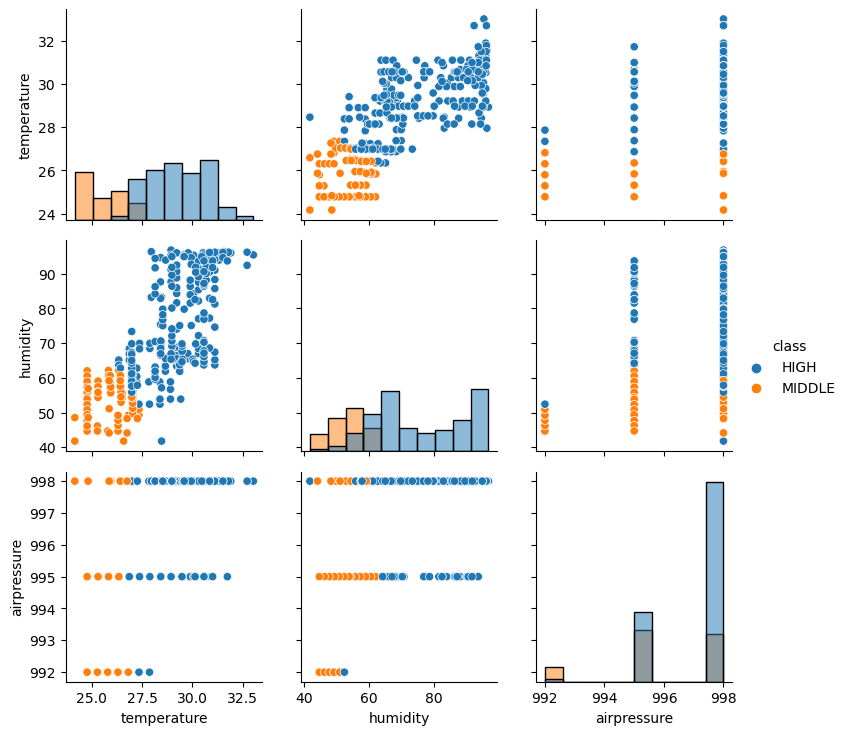 temperature
32
30
28
26
24
humidity
90
80
70
60
50
40
class
HIGH
MIDDLE
airpressure
998
997
996
995
994
993
992
25.0 27.5 30.0 32.5
40 60 80
992 994 996 998
temperature humidity airpressure